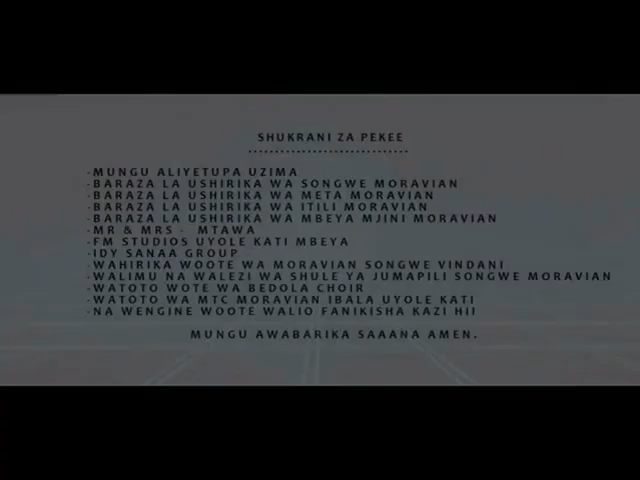 SHUKRANI ZA PEKEE
-----------------------------
-MUNGU ALIYETUPA UZIMA
-BARAZA LA USHIRIKA WA SONGWE MORAVIAN
-BARAZA LA USHIRIKA WA META MORAVIAN
-BARAZA LA USHIRIKA WA ITILI MORAVIAN
-BARAZA LA USHIRIKA WA MBEYA MJINI MORAVIAN
-MR & MRS - MTAWA
-FM STUDIOS UYOLE KATI MBEYA
-IDY SANAA GROUP
-WAHIRIKA WOOTE WA MORAVIAN SONGWE VINDANI
-WALIMU NA WALEZI WA SHULE YA JUMAPILI SONGWE MORAVIAN
-WATOTO WOTE WA BEDOLA CHOIR
-WATOTO WA MTC MORAVIAN IBALA UYOLE KATI
-NA WENGINE WOOTE WALIO FANIKISHA KAZI HII
MUNGU AWABARIKA SAAANA AMEN.